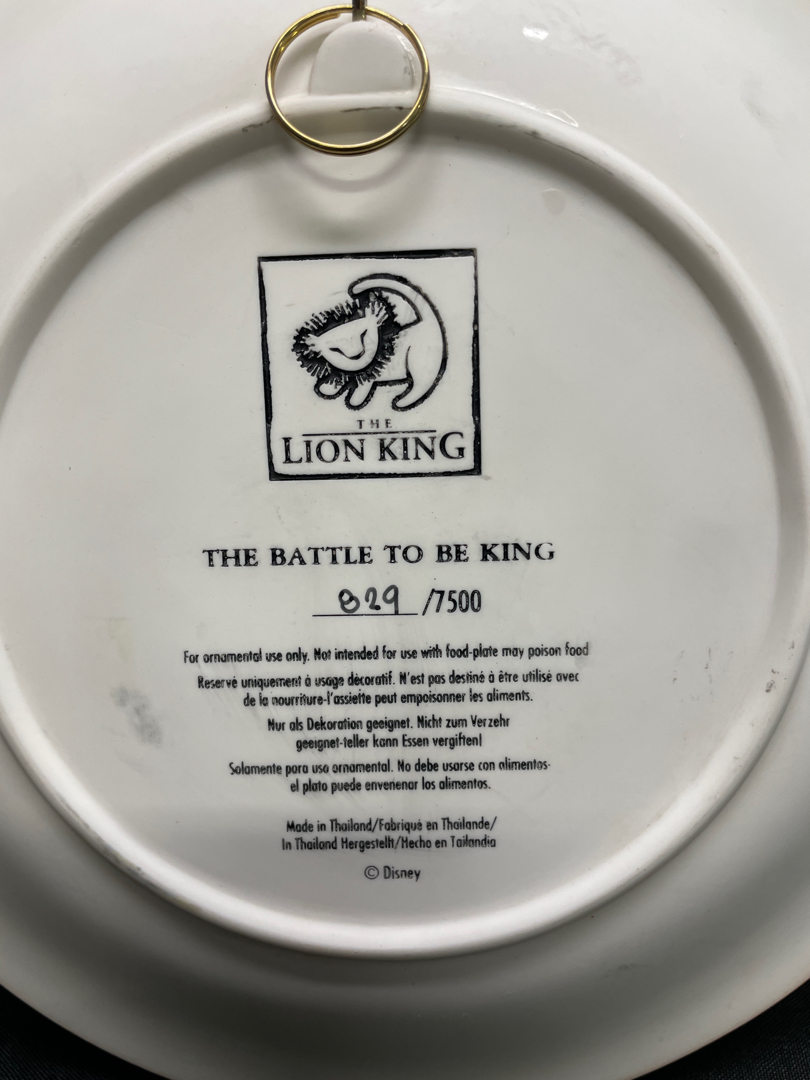 THE
LION KING
THE BATTLE TO BE KING
829/7500
For ornamental use only. Not intended for use with food-plate may poison food
Reservé uniquement à usage décoratif. N'est pas destiné à être utilisé avec
de la nourriture-l'assiette peut empoisonner les aliments.
Nur als Dekoration geeignet. Nicht zum Verzehr
geeignet-teller kann Essen vergiften!
Solamente para uso ornamental. No debe usarse con alimentos-
el plato puede envenenar los alimentos.
Made in Thailand/Fabriqué en Thaïlande/
In Thailand Hergestellt/Hecho en Tailandia
© Disney